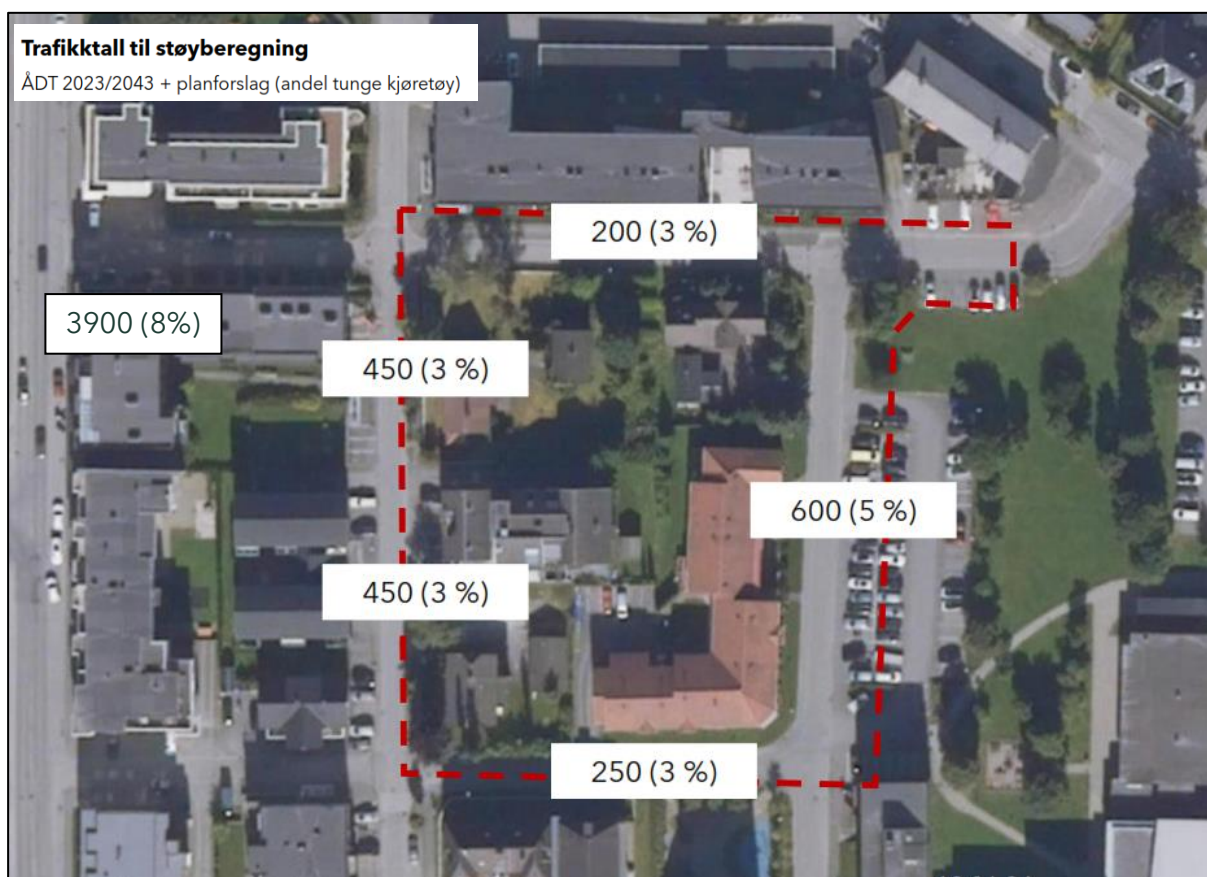 Trafikktall til støyberegning
ÅDT 2023/2043 + planforslag (andel tunge kjøretøy)
200 (3 %)
3900 (8%)
450 (3 %)
600 (5 %)
450 (3 %)
250 (3 %)